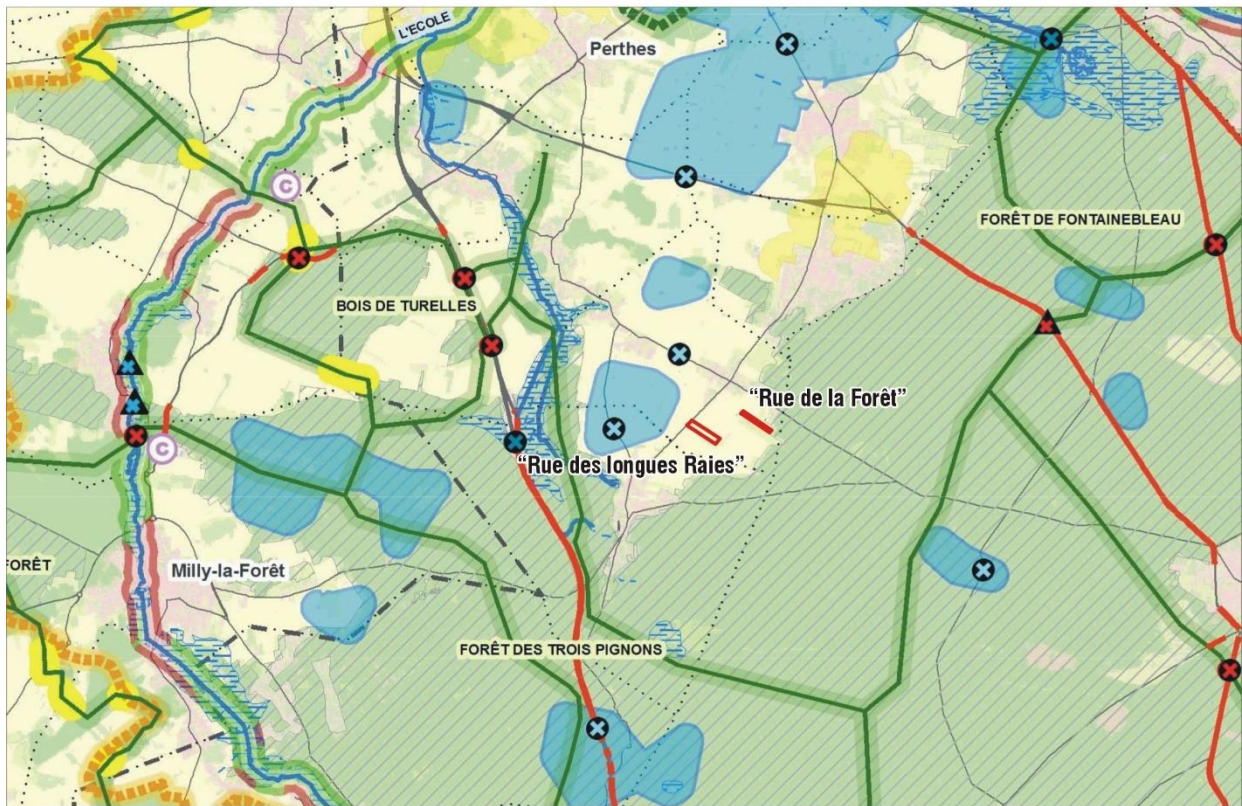 L'ECOLE
Perthes
C
FORÊT DE FONTAINEBLEAU
BOIS DE TURELLES
“Rue de la Forêt”
C
“Rue des longues Raies”
FORÊT
Milly-la-Forêt
FORÊT DES TROIS PIGNONS